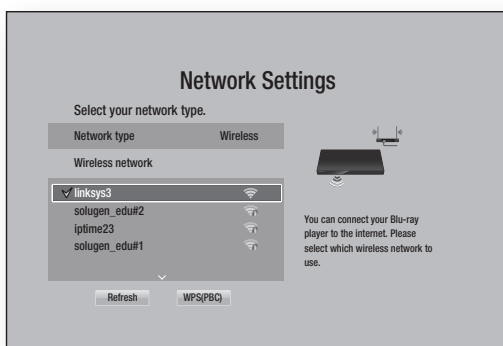 Network Settings
Select your network type.
Network type Wireless
Wireless network
linksys3
solugen_edu#2
iptime23
solugen_edu#1
Refresh WPS(PBC)
You can connect your Blu-ray
player to the internet. Please
select which wireless network to
use.